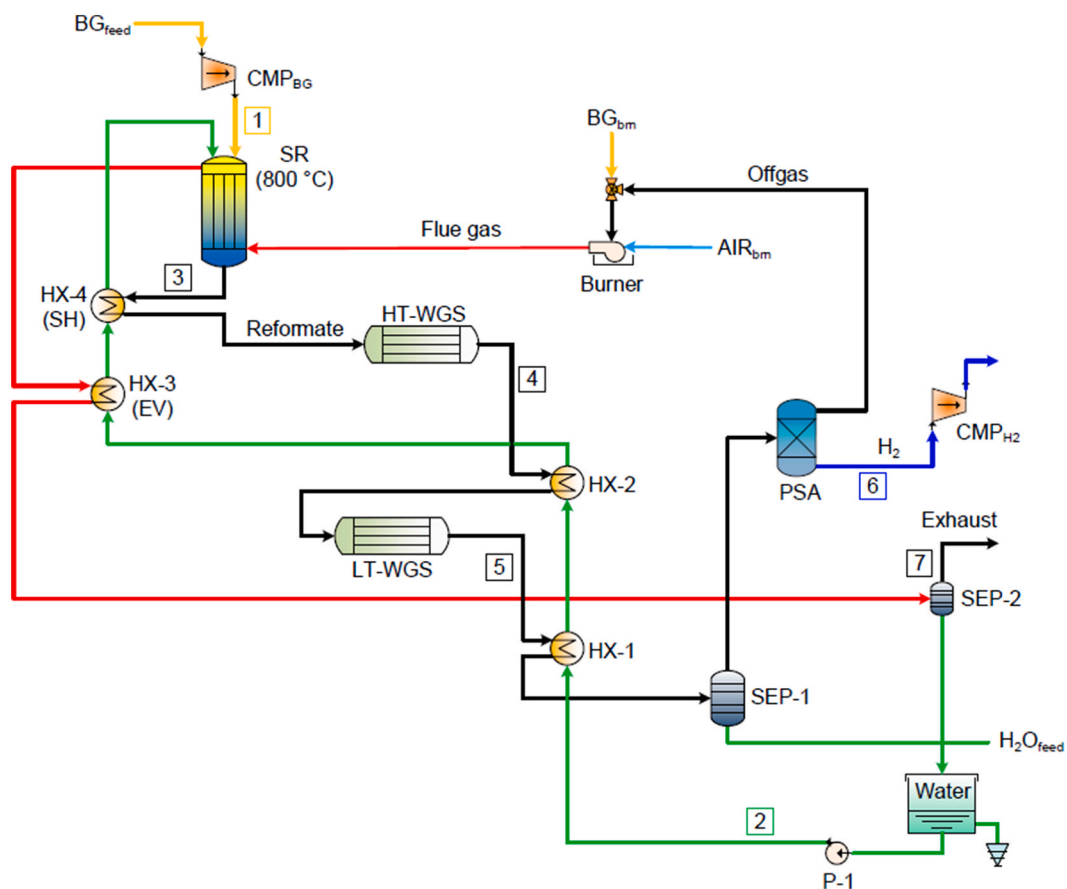 BGfeed
CMPBG
1
SR
(800 °C)
BGbm
Offgas
Flue gas
AIRbm
Burner
3
HX-4
(SH)
Reformate
HT-WGS
4
HX-3
(EV)
CMPH2
H2
PSA
6
HX-2
Exhaust
LT-WGS
5
7
SEP-2
HX-1
SEP-1
H2Ofeed
Water
2
P-1